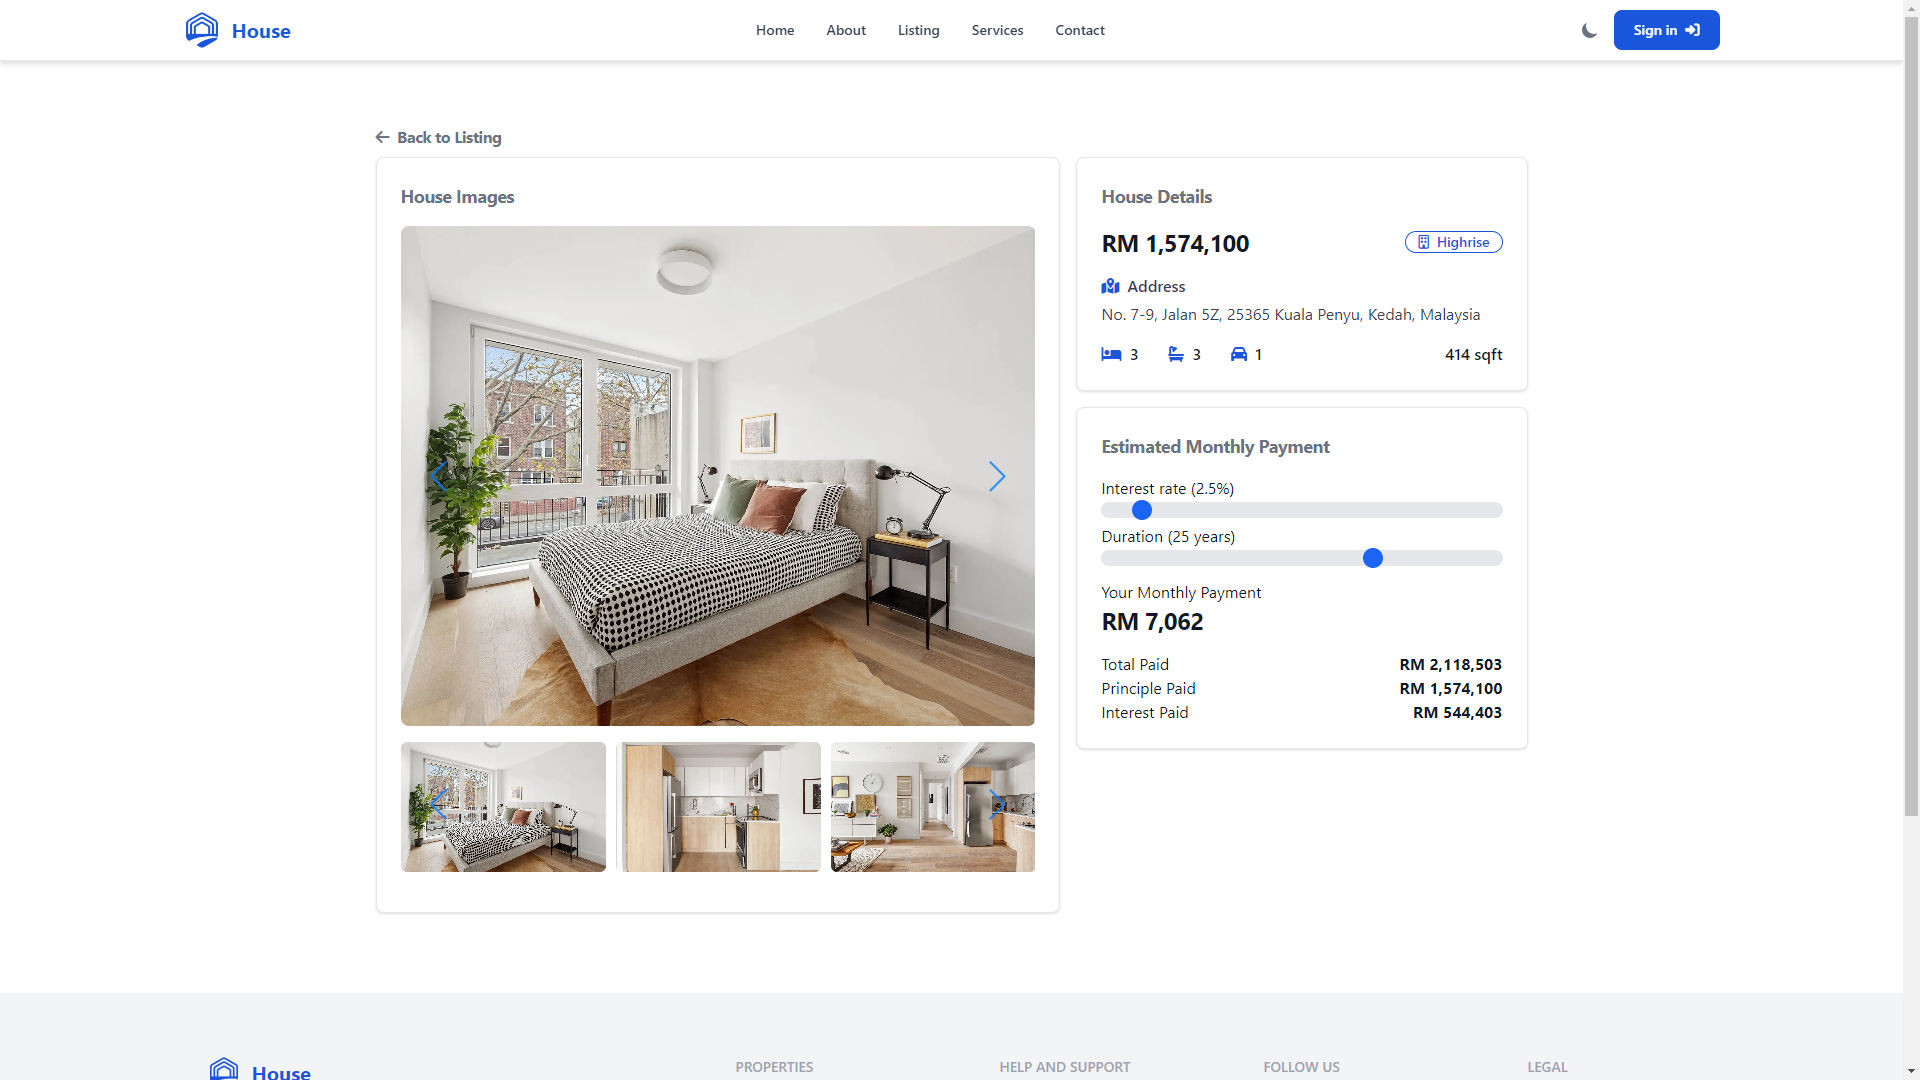 House
Home
About
Listing
Services
Contact
Sign in
Back to Listing
House Images
House Details
RM 1,574,100
Highrise
Address
No. 7-9, Jalan 5Z, 25365 Kuala Penyu, Kedah, Malaysia
3
3
1
414 sqft
Estimated Monthly Payment
Interest rate (2.5%)
Duration (25 years)
Your Monthly Payment
RM 7,062
Total Paid
RM 2,118,503
Principle Paid
RM 1,574,100
Interest Paid
RM 544,403
House
PROPERTIES
HELP AND SUPPORT
FOLLOW US
LEGAL